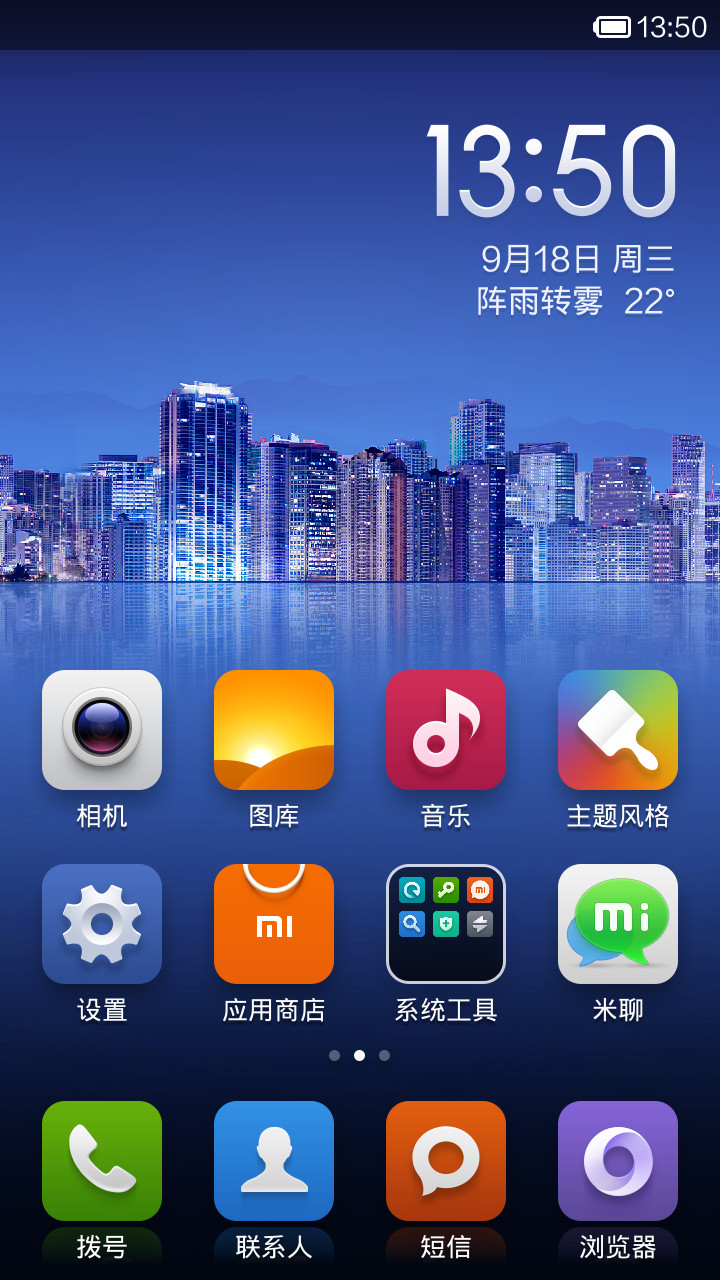 13:50
13:50
9月18日 周三
阵雨转雾 22°
相机 图库 音乐 主题风格
mi
mi
mi
设置 应用商店 系统工具 米聊
拨号 联系人 短信 浏览器